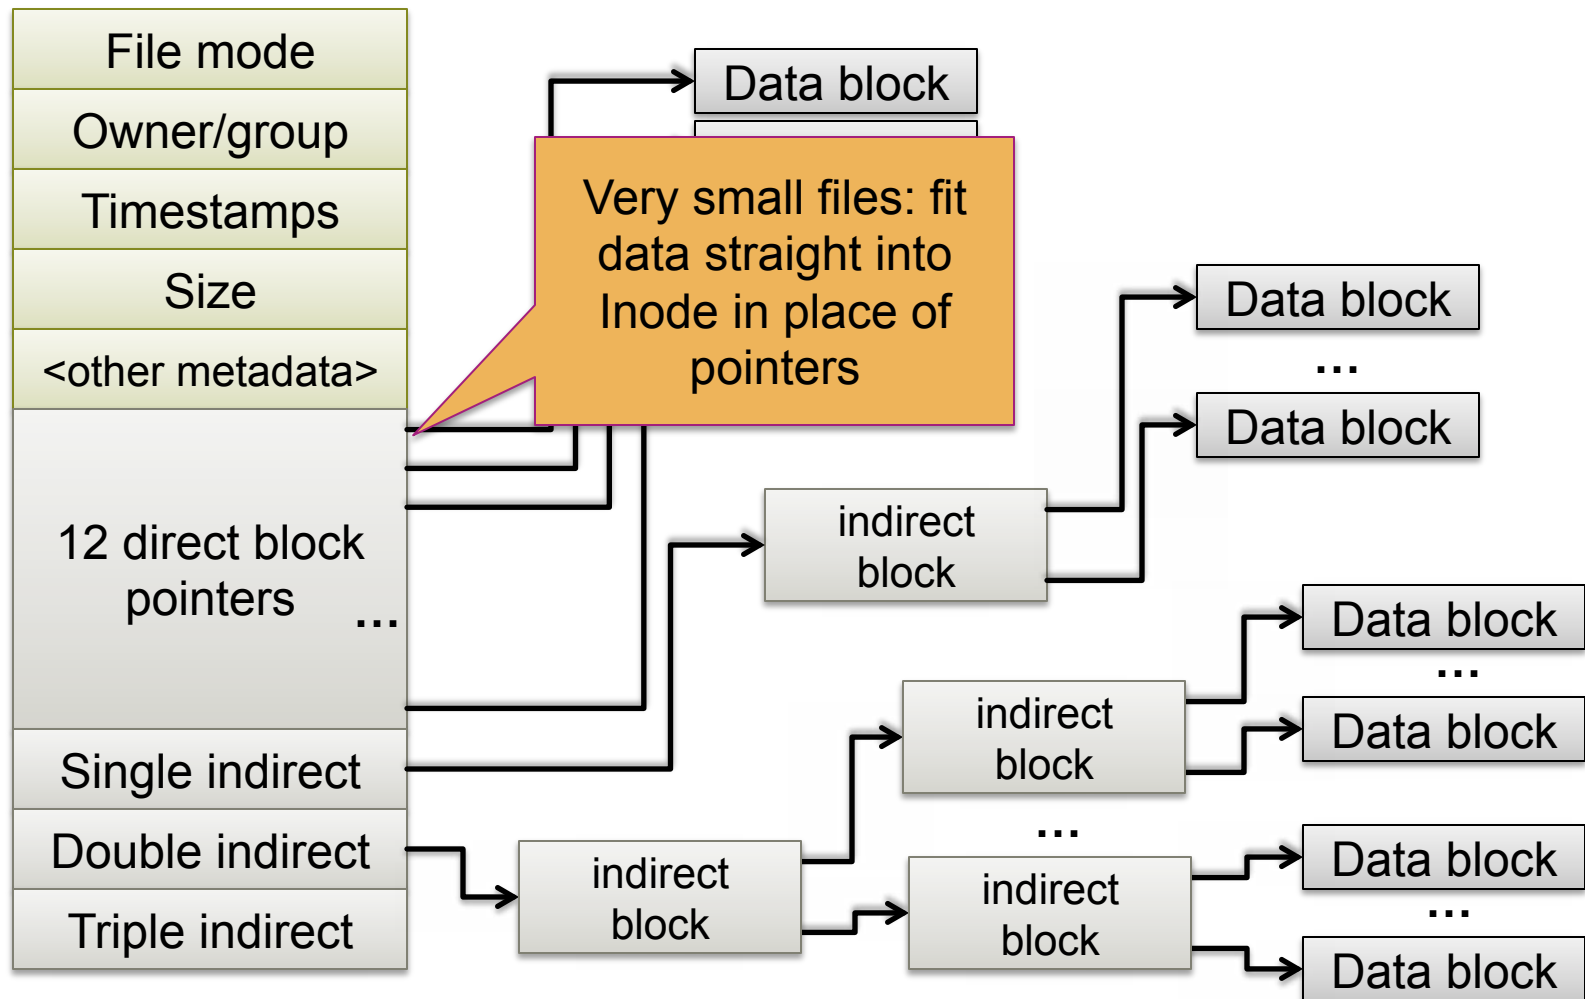 File mode
Owner/group
Timestamps
Size
<other metadata>
12 direct block
pointers
...
Single indirect
Double indirect
Triple indirect
Data block
Very small files: fit
data straight into
Inode in place of
pointers
Data block
...
Data block
indirect
block
Data block
...
Data block
indirect
block
...
indirect
block
indirect
block
Data block
...
Data block